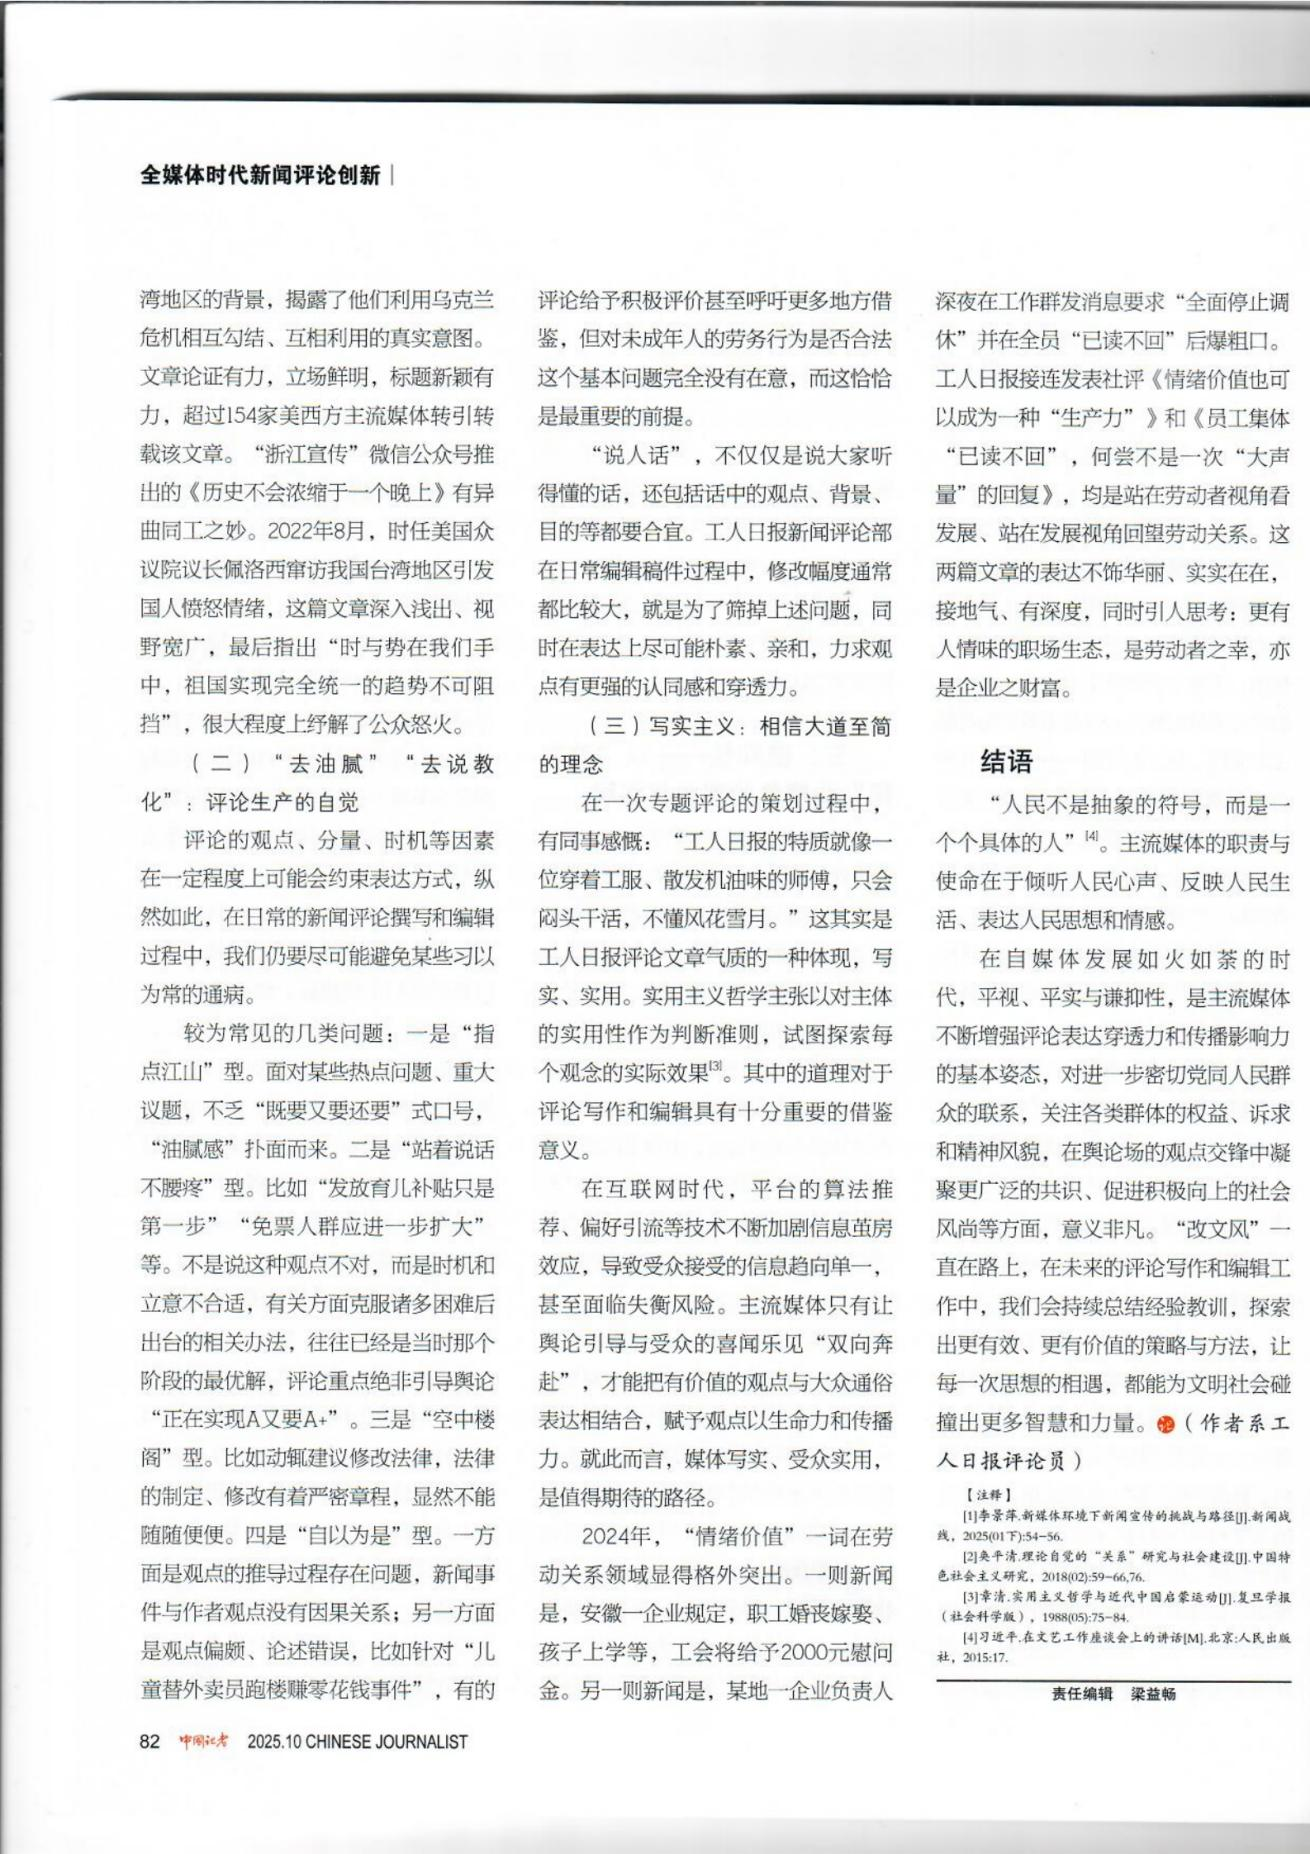 全媒体时代新闻评论创新
湾地区的背景，揭露了他们利用乌克兰
危机相互勾结、互相利用的真实意图。
文章论证有力，立场鲜明，标题新颖有
力，超过154家美西方主流媒体转引转
载该文章。“浙江宣传”微信公众号推
出的《历史不会浓缩于一个晚上》有异
曲同工之妙。2022年8月，时任美国众
议院议长佩洛西窜访我国台湾地区引发
国人愤怒情绪，这篇文章深入浅出、视
野宽广，最后指出“时与势在我们手
中，祖国实现完全统一的趋势不可阻
挡”，很大程度上纾解了公众怒火。
（二）“去油腻”“去说教
化”：评论生产的自觉
评论的观点、分量、时机等因素
在一定程度上可能会约束表达方式，纵
然如此，在日常的新闻评论撰写和编辑
过程中，我们仍要尽可能避免某些习以
为常的通病。
较为常见的几类问题：一是“指
点江山”型。面对某些热点问题、重大
议题，不乏“既要又要还要”式口号，
“油腻感”扑面而来。二是“站着说话
不腰疼”型。比如“发放育儿补贴只是
第一步”“免票人群应进一步扩大”
等。不是说这种观点不对，而是时机和
立意不合适，有关方面克服诸多困难后
出台的相关办法，往往已经是当时那个
阶段的最优解，评论重点绝非引导舆论
“正在实现A又要A+”。三是“空中楼
阁”型。比如动辄建议修改法律，法律
的制定、修改有着严密章程，显然不能
随随便便。四是“自以为是”型。一方
面是观点的推导过程存在问题，新闻事
件与作者观点没有因果关系；另一方面
是观点偏颇、论述错误，比如针对“儿
童替外卖员跑楼赚零花钱事件”，有的
评论给予积极评价甚至呼吁更多地方借
鉴，但对未成年人的劳务行为是否合法
这个基本问题完全没有在意，而这恰恰
是最重要的前提。
“说人话”，不仅仅是说大家听
得懂的话，还包括话中的观点、背景、
目的等都要合宜。工人日报新闻评论部
在日常编辑稿件过程中，修改幅度通常
都比较大，就是为了筛掉上述问题，同
时在表达上尽可能朴素、亲和，力求观
点有更强的认同感和穿透力。
（三）写实主义：相信大道至简
的理念
在一次专题评论的策划过程中，
有同事感慨：“工人日报的特质就像一
位穿着工服、散发机油味的师傅，只会
闷头干活，不懂风花雪月。”这其实是
工人日报评论文章气质的一种体现，写
实、实用。实用主义哲学主张以对主体
的实用性作为判断准则，试图探索每
个观念的实际效果[3]。其中的道理对于
评论写作和编辑具有十分重要的借鉴
意义。
在互联网时代，平台的算法推
荐、偏好引流等技术不断加剧信息茧房
效应，导致受众接受的信息趋向单一，
甚至面临失衡风险。主流媒体只有让
舆论引导与受众的喜闻乐见“双向奔
赴”，才能把有价值的观点与大众通俗
表达相结合，赋予观点以生命力和传播
力。就此而言，媒体写实、受众实用，
是值得期待的路径。
2024年，“情绪价值”一词在劳
动关系领域显得格外突出。一则新闻
是，安徽一企业规定，职工婚丧嫁娶、
孩子上学等，工会将给予2000元慰问
金。另一则新闻是，某地一企业负责人
深夜在工作群发消息要求“全面停止调
休”并在全员“已读不回”后爆粗口。
工人日报接连发表社评《情绪价值也可
以成为一种“生产力”》和《员工集体
“已读不回”，何尝不是一次“大声
量”的回复》，均是站在劳动者视角看
发展、站在发展视角回望劳动关系。这
两篇文章的表达不饰华丽、实实在在，
接地气、有深度，同时引人思考：更有
人情味的职场生态，是劳动者之幸，亦
是企业之财富。
结语
“人民不是抽象的符号，而是一
个个具体的人”[4]。主流媒体的职责与
使命在于倾听人民心声、反映人民生
活、表达人民思想和情感。
在自媒体发展如火如荼的时
代，平视、平实与谦抑性，是主流媒体
不断增强评论表达穿透力和传播影响力
的基本姿态，对进一步密切党同人民群
众的联系，关注各类群体的权益、诉求
和精神风貌，在舆论场的观点交锋中凝
聚更广泛的共识、促进积极向上的社会
风尚等方面，意义非凡。“改文风”一
直在路上，在未来的评论写作和编辑工
作中，我们会持续总结经验教训，探索
出更有效、更有价值的策略与方法，让
每一次思想的相遇，都能为文明社会碰
撞出更多智慧和力量。记（作者系工
人日报评论员）
【注释】
[1]李景萍.新媒体环境下新闻宣传的挑战与路径[J].新闻战
线，2025(01下):54-56.
[2]奂平清.理论自觉的“关系”研究与社会建设[J].中国特
色社会主义研究，2018(02):59-66,76.
[3]章清.实用主义哲学与近代中国启蒙运动[J].复旦学报
（社会科学版），1988(05):75-84.
[4]习近平.在文艺工作座谈会上的讲话[M].北京:人民出版
社，2015:17.
责任编辑 梁益畅
82 中国记者 2025.10 CHINESE JOURNALIST